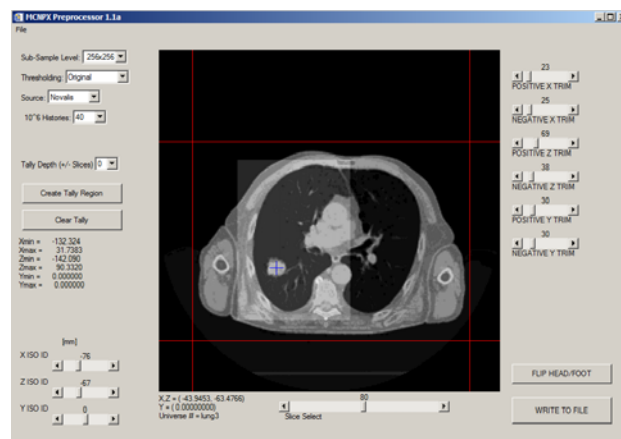 MCNPX Preprocessor 1.1a
File
Sub-Sample Level: 256x256
Thresholding: Original
Source: Novalis
10^6 Histories: 40
Tally Depth (+/- Slices) 0
Create Tally Region
Clear Tally
Xmin = -132.324
Xmax = 31.7383
Zmin = -142.090
Zmax = 90.3320
Ymin = 0.000000
Ymax = 0.000000
[mm]
X ISO ID -76
Z ISO ID -67
Y ISO ID 0
X,Z = ( -43.9453, -63.4766)
Y = ( 0.00000000)
Universe # = lung3
80
Slice Select
23
POSITIVE X TRIM
25
NEGATIVE X TRIM
69
POSITIVE Z TRIM
38
NEGATIVE Z TRIM
30
POSITIVE Y TRIM
30
NEGATIVE Y TRIM
FLIP HEAD/FOOT
WRITE TO FILE